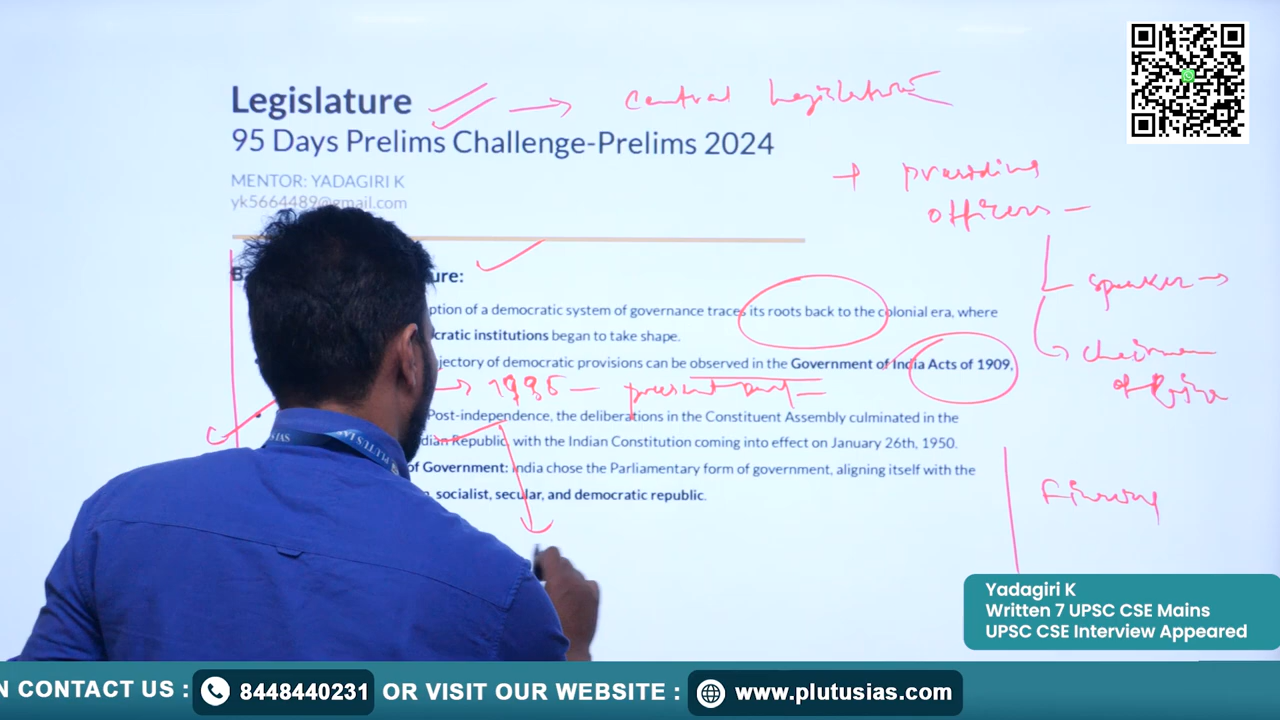 Legislature
central Legislature
95 Days Prelims Challenge-Prelims 2024
MENTOR: YADAGIRI K
yk5664489@gmail.com
presiding
officers -
speaker
chairman
ure:
ption of a democratic system of governance traces its roots back to the colonial era, where
cratic institutions began to take shape.
jectory of democratic provisions can be observed in the Government of India Acts of 1909,
1935 -
Post-independence, the deliberations in the Constituent Assembly culminated in the
dian Republic, with the Indian Constitution coming into effect on January 26th, 1950.
of Government: India chose the Parliamentary form of government, aligning itself with the
socialist, secular, and democratic republic.
Yadagiri K
Written 7 UPSC CSE Mains
UPSC CSE Interview Appeared
PLUTUS IAS
N CONTACT US : 8448440231 OR VISIT OUR WEBSITE : www.plutusias.com